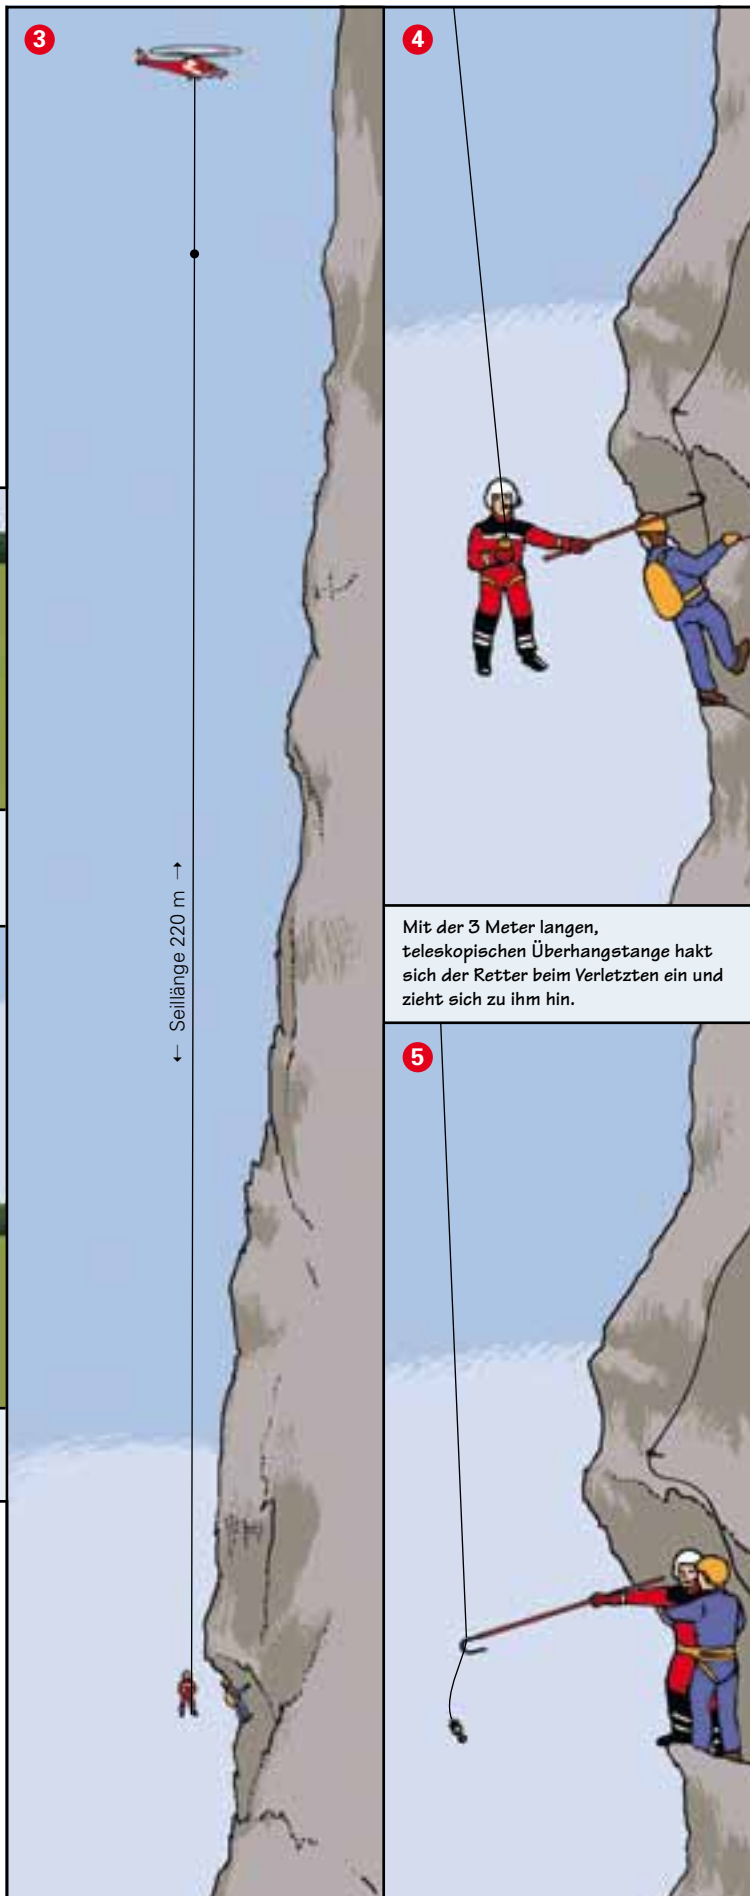 3
← Seillänge 220 m →
4
Mit der 3 Meter langen,
teleskopischen Überhangstange hakt
sich der Retter beim Verletzten ein und
zieht sich zu ihm hin.
5